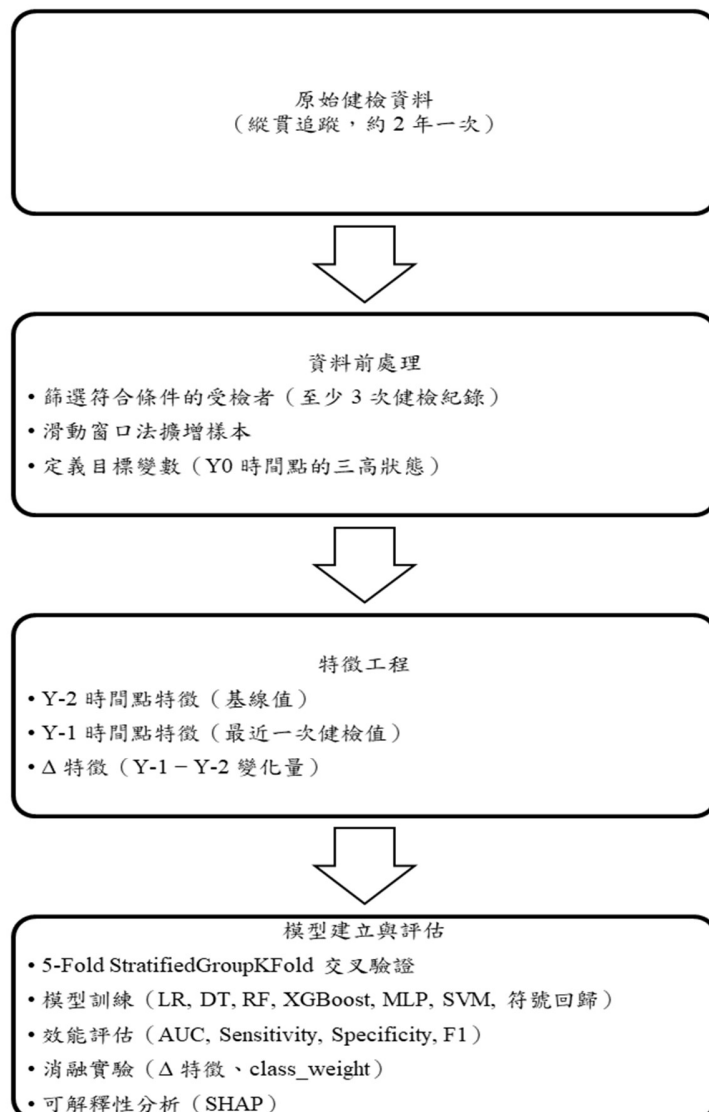 原始健檢資料
（縱貫追蹤，約 2 年一次）
資料前處理
• 篩選符合條件的受檢者（至少 3 次健檢紀錄）
• 滑動窗口法擴增樣本
• 定義目標變數（Y0 時間點的三高狀態）
特徵工程
• Y-2 時間點特徵（基線值）
• Y-1 時間點特徵（最近一次健檢值）
• Δ 特徵（Y-1 − Y-2 變化量）
模型建立與評估
• 5-Fold StratifiedGroupKFold 交叉驗證
• 模型訓練（LR, DT, RF, XGBoost, MLP, SVM, 符號回歸）
• 效能評估（AUC, Sensitivity, Specificity, F1）
• 消融實驗（Δ 特徵、class_weight）
• 可解釋性分析（SHAP）